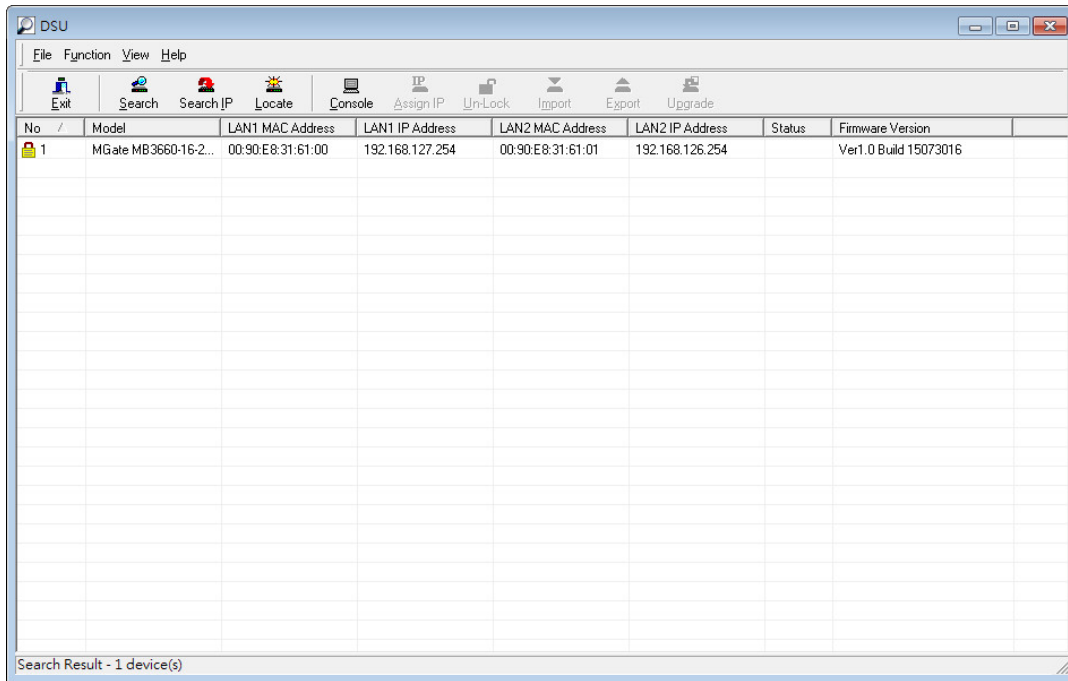 DSU
File Function View Help
Exit Search Search IP Locate Console Assign IP Un-Lock Import Export Upgrade
No Model LAN1 MAC Address LAN1 IP Address LAN2 MAC Address LAN2 IP Address Status Firmware Version
1 MGate MB3660-16-2... 00:90:E8:31:61:00 192.168.127.254 00:90:E8:31:61:01 192.168.126.254 Ver1.0 Build 15073016
Search Result - 1 device(s)